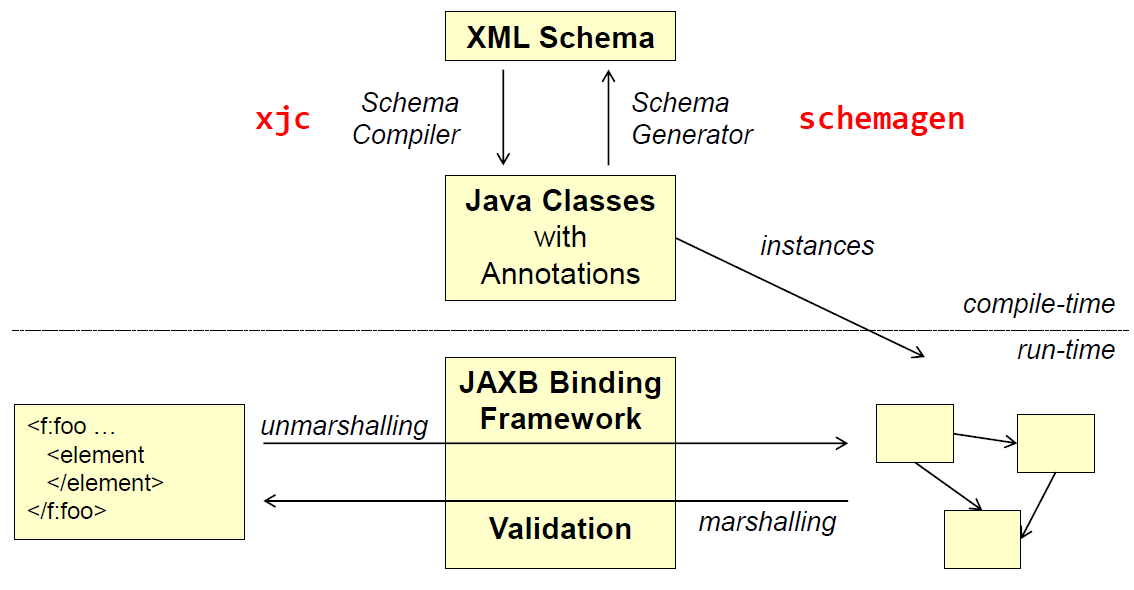 XML Schema
xjc
Schema
Compiler
Schema
Generator
schemagen
Java Classes
with
Annotations
instances
compile-time
run-time
JAXB Binding
Framework
<f:foo …
<element
</element>
</f:foo>
unmarshalling
Validation
marshalling